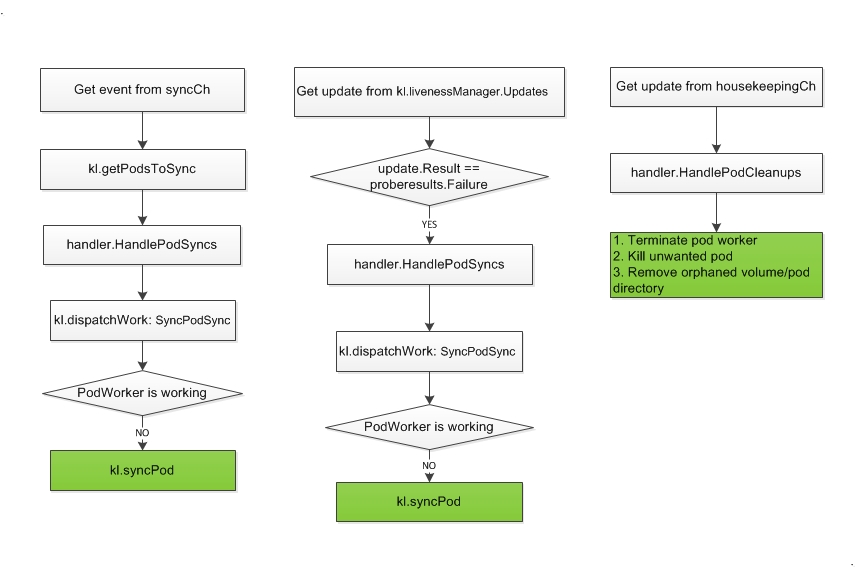 Get event from syncCh
kl.getPodsToSync
handler.HandlePodSyncs
kl.dispatchWork: SyncPodSync
PodWorker is working
NO
kl.syncPod
Get update from kl.livenessManager.Updates
update.Result ==
proberesults.Failure
YES
handler.HandlePodSyncs
kl.dispatchWork: SyncPodSync
PodWorker is working
NO
kl.syncPod
Get update from housekeepingCh
handler.HandlePodCleanups
1. Terminate pod worker
2. Kill unwanted pod
3. Remove orphaned volume/pod
directory